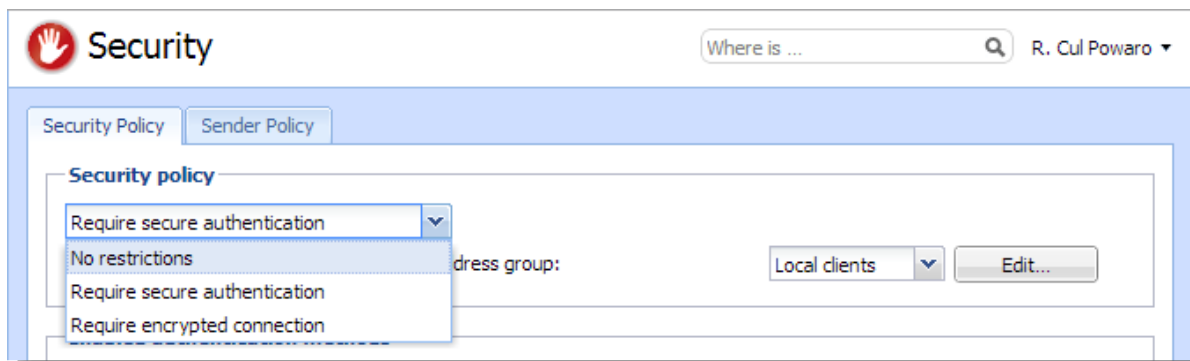 Security
Where is ...
R. Cul Powaro
Security Policy
Sender Policy
Security policy
Require secure authentication
No restrictions
dress group:
Local clients
Edit...
Require secure authentication
Require encrypted connection